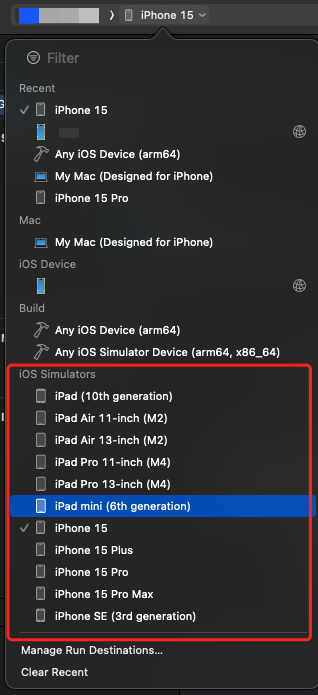 iPhone 15
Filter
Recent
iPhone 15
Any iOS Device (arm64)
My Mac (Designed for iPhone)
iPhone 15 Pro
Mac
My Mac (Designed for iPhone)
iOS Device
Build
Any iOS Device (arm64)
Any iOS Simulator Device (arm64, x86_64)
iOS Simulators
iPad (10th generation)
iPad Air 11-inch (M2)
iPad Air 13-inch (M2)
iPad Pro 11-inch (M4)
iPad Pro 13-inch (M4)
iPad mini (6th generation)
iPhone 15
iPhone 15 Plus
iPhone 15 Pro
iPhone 15 Pro Max
iPhone SE (3rd generation)
Manage Run Destinations...
Clear Recent